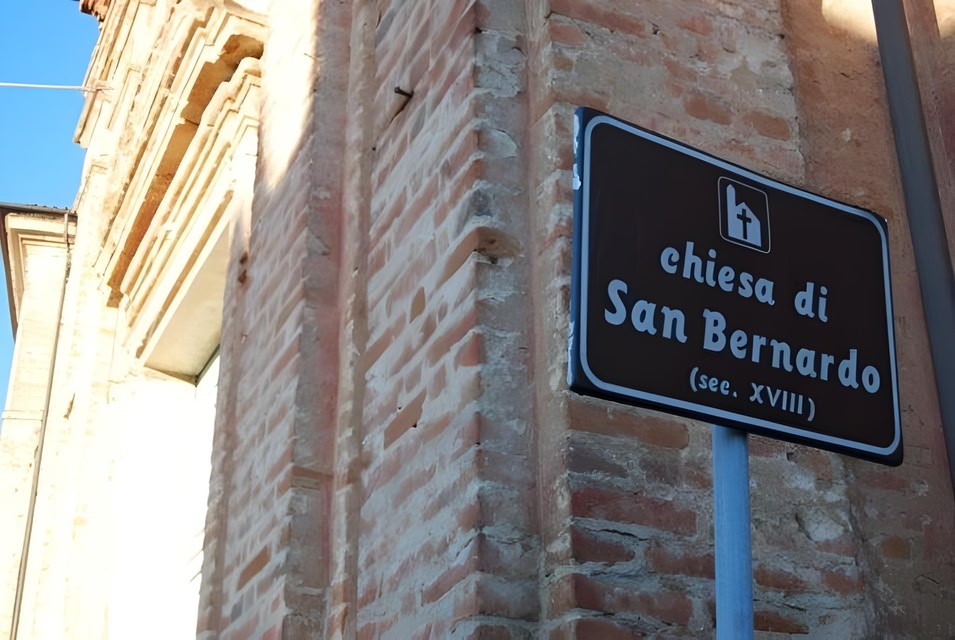 chiesa di
San Bernardo
(sec. XVIII)